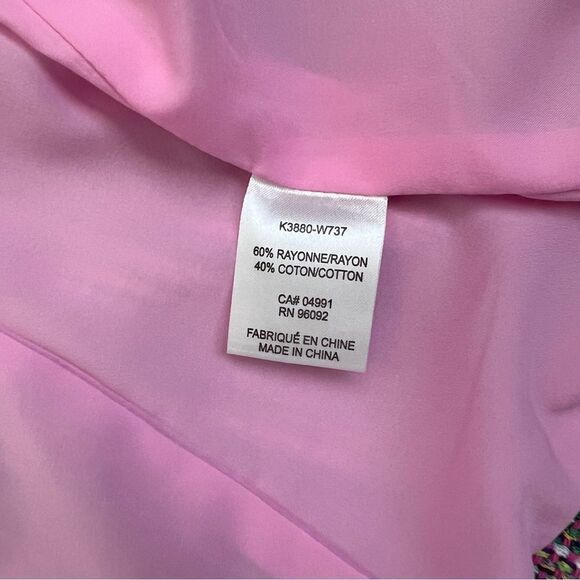 K3880-W737
60% RAYONNE/RAYON
40% COTON/COTTON
CA# 04991
RN 96092
FABRIQUÉ EN CHINE
MADE IN CHINA